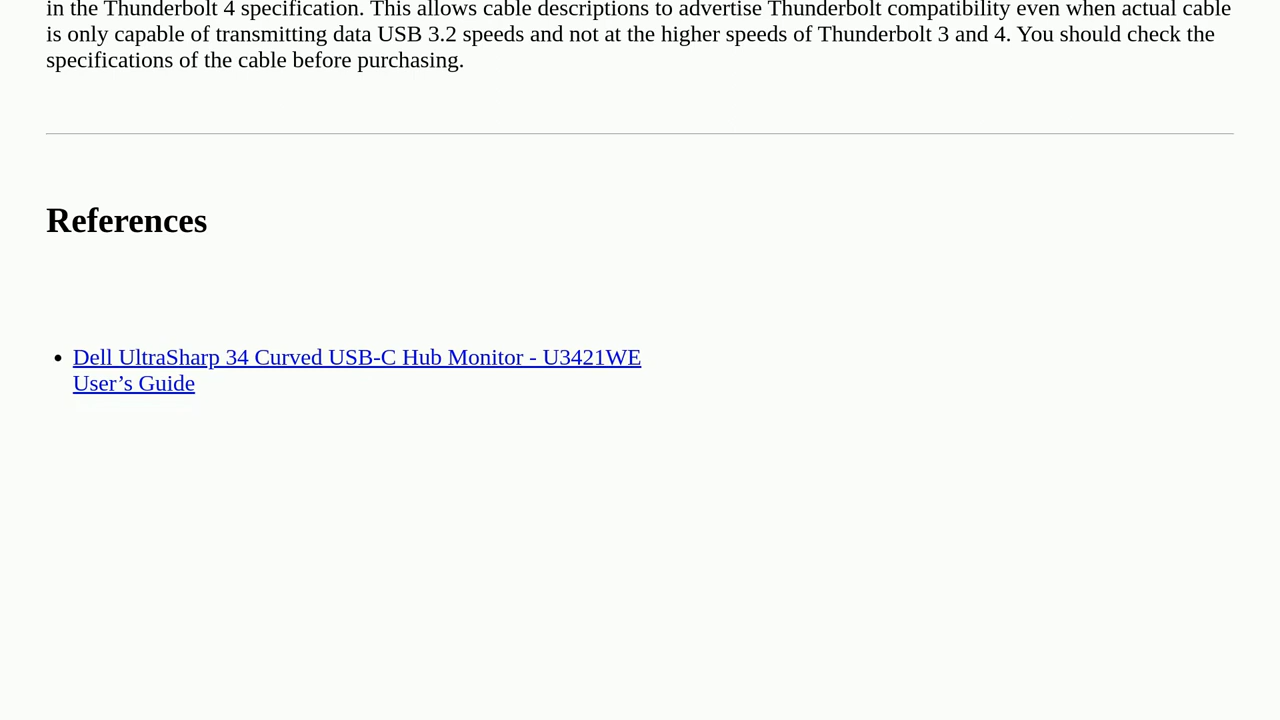 in the Thunderbolt 4 specification. This allows cable descriptions to advertise Thunderbolt compatibility even when actual cable
is only capable of transmitting data USB 3.2 speeds and not at the higher speeds of Thunderbolt 3 and 4. You should check the
specifications of the cable before purchasing.
References
• Dell UltraSharp 34 Curved USB-C Hub Monitor - U3421WE
User’s Guide